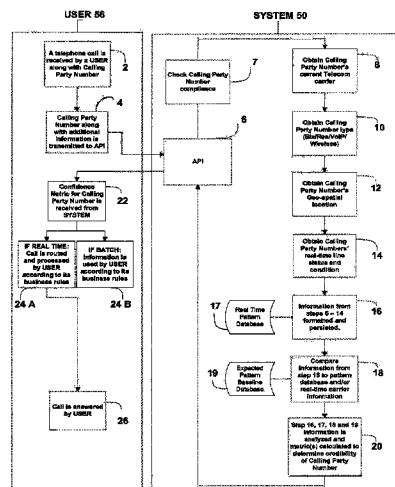 USER 56
SYSTEM 50
A telephone call is
received by a USER
along with Calling
Party Number
2
4
Calling Party
Number along
with additional
information is
transmitted to API
Confidence
Metric for Calling
Party Number is
received from
SYSTEM
22
IF REAL TIME:
Call is routed
and processed
by USER
according to its
business rules
24 A
IF BATCH:
Information is
used by USER
according to its
business rules
24 B
Call is answered
by USER
26
Check Calling Party
Number
compliance
7
API
6
Obtain Calling
Party Number's
current Telecom
carrier
8
Obtain Calling
Party Number type
(Biz/Res/VoIP/
Wireless)
10
Obtain Calling
Party Number's
Geo-spatial
location
12
Obtain Calling
Party Numbers'
real-time line
status and
condition
14
Information from
steps 6 – 14
formatted and
persisted.
16
Real Time
Pattern
Database
17
Compare
information from
step 16 to pattern
database and/or
real-time carrier
information
18
Expected
Pattern
Baseline
Database
19
Step 16, 17, 18 and 19
information is
analyzed and
metric(s) calculated to
determine credibility of
Calling Party
Number
20